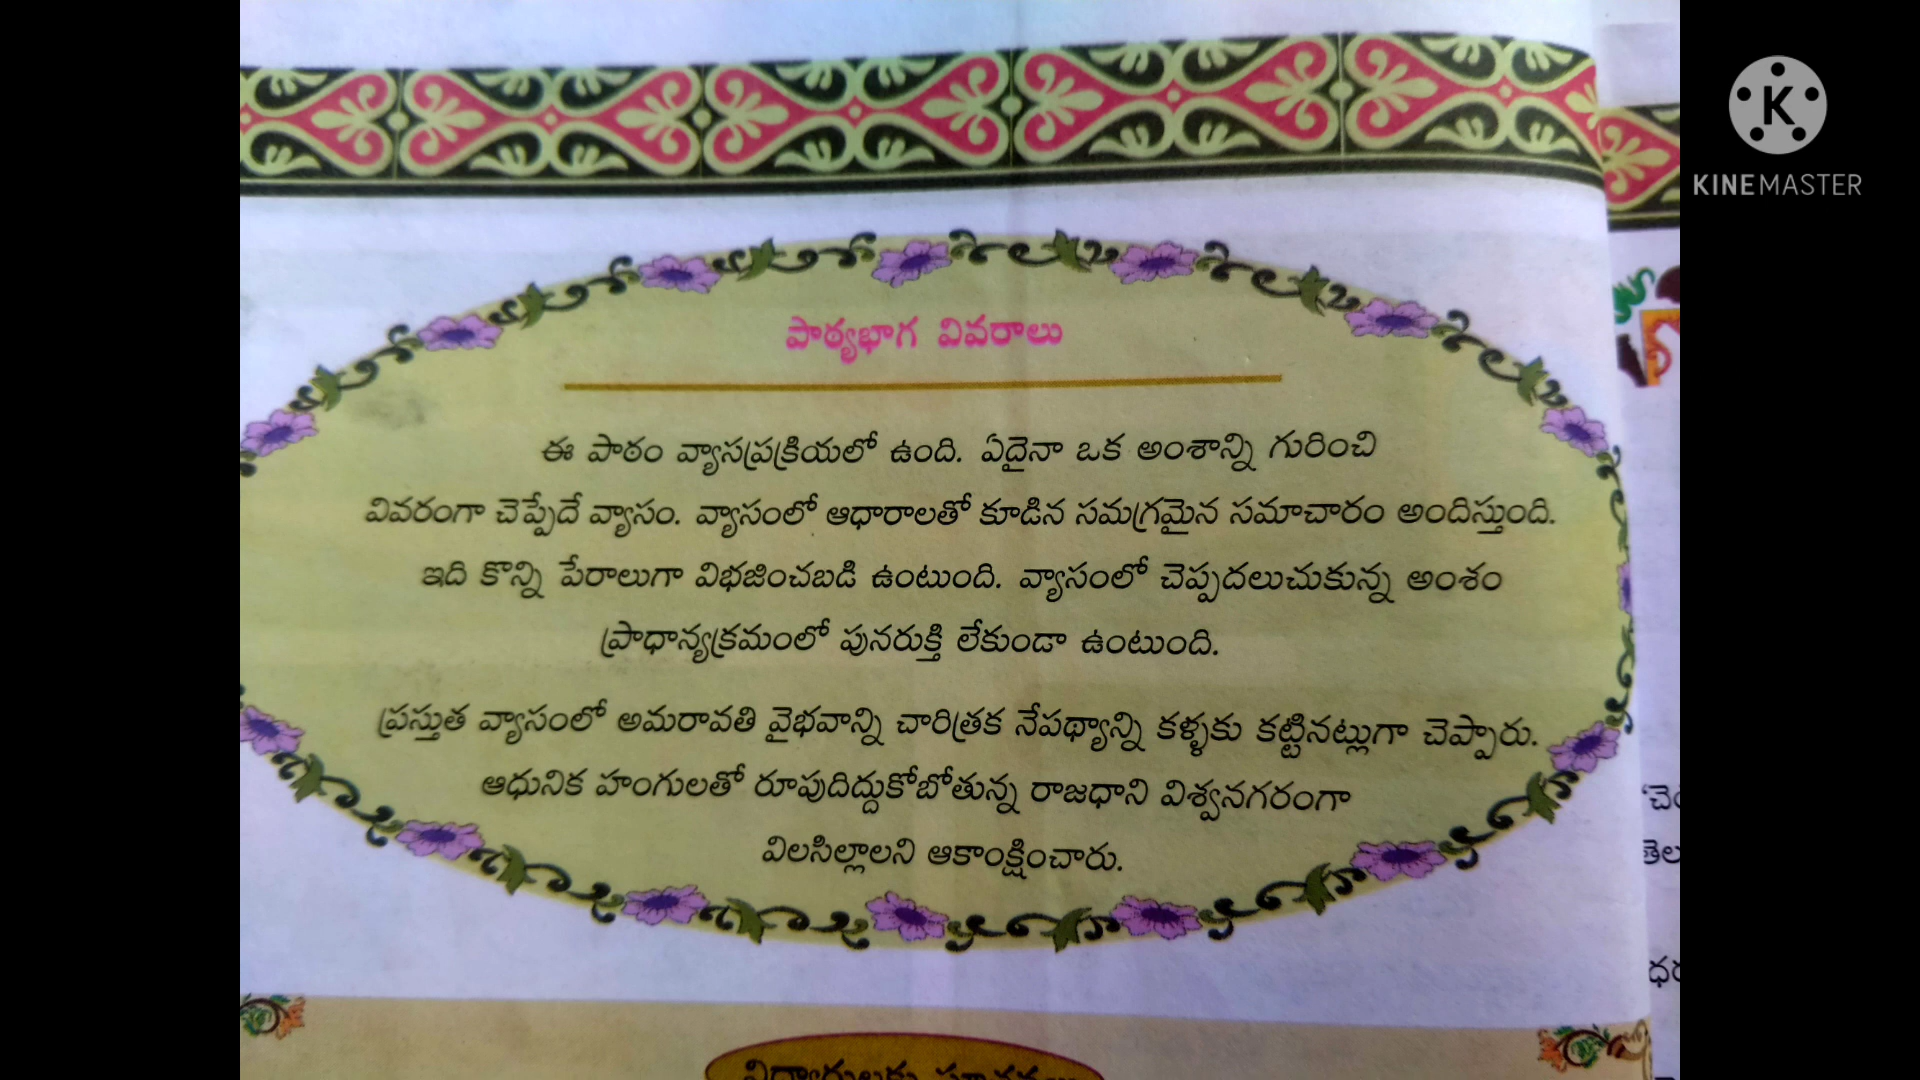 KINEMASTER
పాఠ్యభాగ వివరాలు
ఈ పాఠం వ్యాసప్రక్రియలో ఉంది. ఏదైనా ఒక అంశాన్ని గురించి
వివరంగా చెప్పేదే వ్యాసం. వ్యాసంలో ఆధారాలతో కూడిన సమగ్రమైన సమాచారం అందిస్తుంది.
ఇది కొన్ని పేరాలుగా విభజించబడి ఉంటుంది. వ్యాసంలో చెప్పదలుచుకున్న అంశం
ప్రాధాన్యక్రమంలో పునరుక్తి లేకుండా ఉంటుంది.
ప్రస్తుత వ్యాసంలో అమరావతి వైభవాన్ని చారిత్రక నేపథ్యాన్ని కళ్ళకు కట్టినట్లుగా చెప్పారు.
ఆధునిక హంగులతో రూపుదిద్దుకోబోతున్న రాజధాని విశ్వనగరంగా
విలసిల్లాలని ఆకాంక్షించారు.